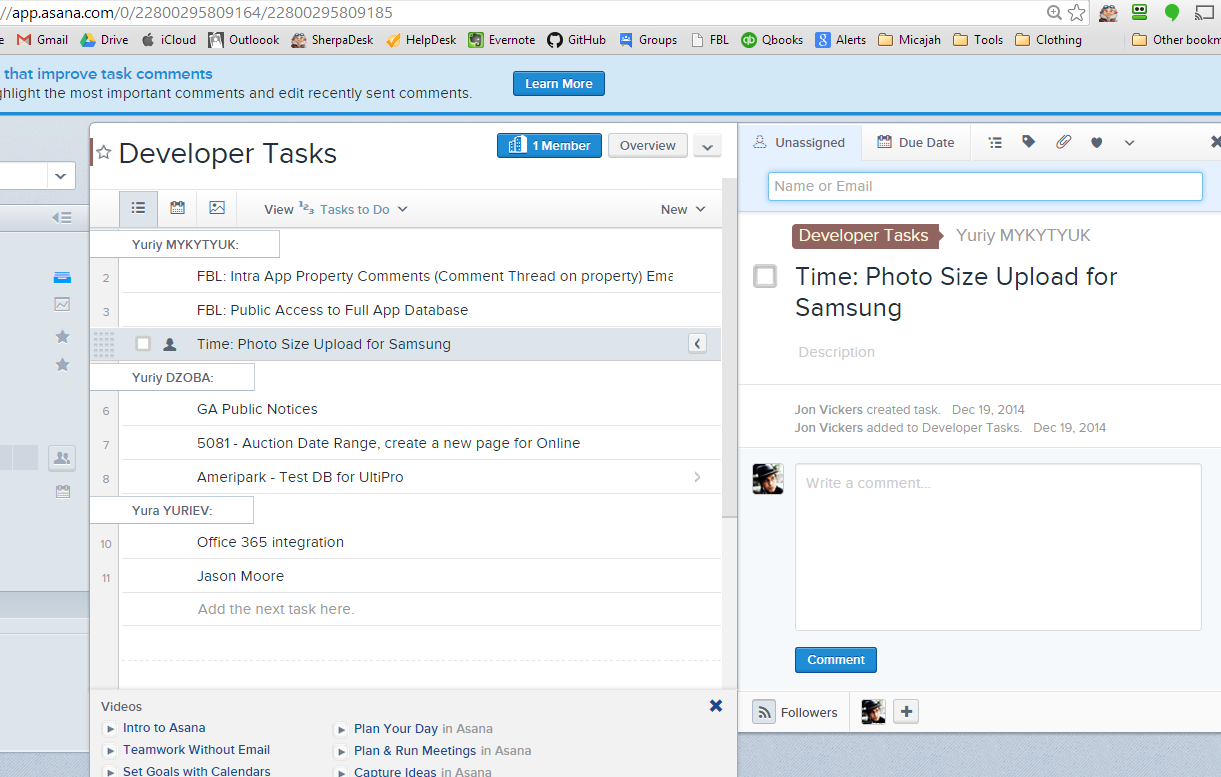 //app.asana.com/0/22800295809164/22800295809185
Gmail Drive iCloud Outloook SherpaDesk HelpDesk Evernote GitHub Groups FBL Qbooks Alerts Micajah Tools Clothing Other bookm
that improve task comments
hlight the most important comments and edit recently sent comments.
Learn More
Developer Tasks
1 Member
Overview
View Tasks to Do
New
Yuriy MYKYTYUK:
2 FBL: Intra App Property Comments (Comment Thread on property) Ema
3 FBL: Public Access to Full App Database
Time: Photo Size Upload for Samsung
Yuriy DZOBA:
6 GA Public Notices
7 5081 - Auction Date Range, create a new page for Online
8 Ameripark - Test DB for UltiPro
Yura YURIEV:
10 Office 365 integration
11 Jason Moore
Add the next task here.
Videos
Intro to Asana
Teamwork Without Email
Set Goals with Calendars
Plan Your Day in Asana
Plan & Run Meetings in Asana
Capture Ideas in Asana
Unassigned
Due Date
Name or Email
Developer Tasks Yuriy MYKYTYUK
Time: Photo Size Upload for
Samsung
Description
Jon Vickers created task. Dec 19, 2014
Jon Vickers added to Developer Tasks. Dec 19, 2014
Write a comment...
Comment
Followers